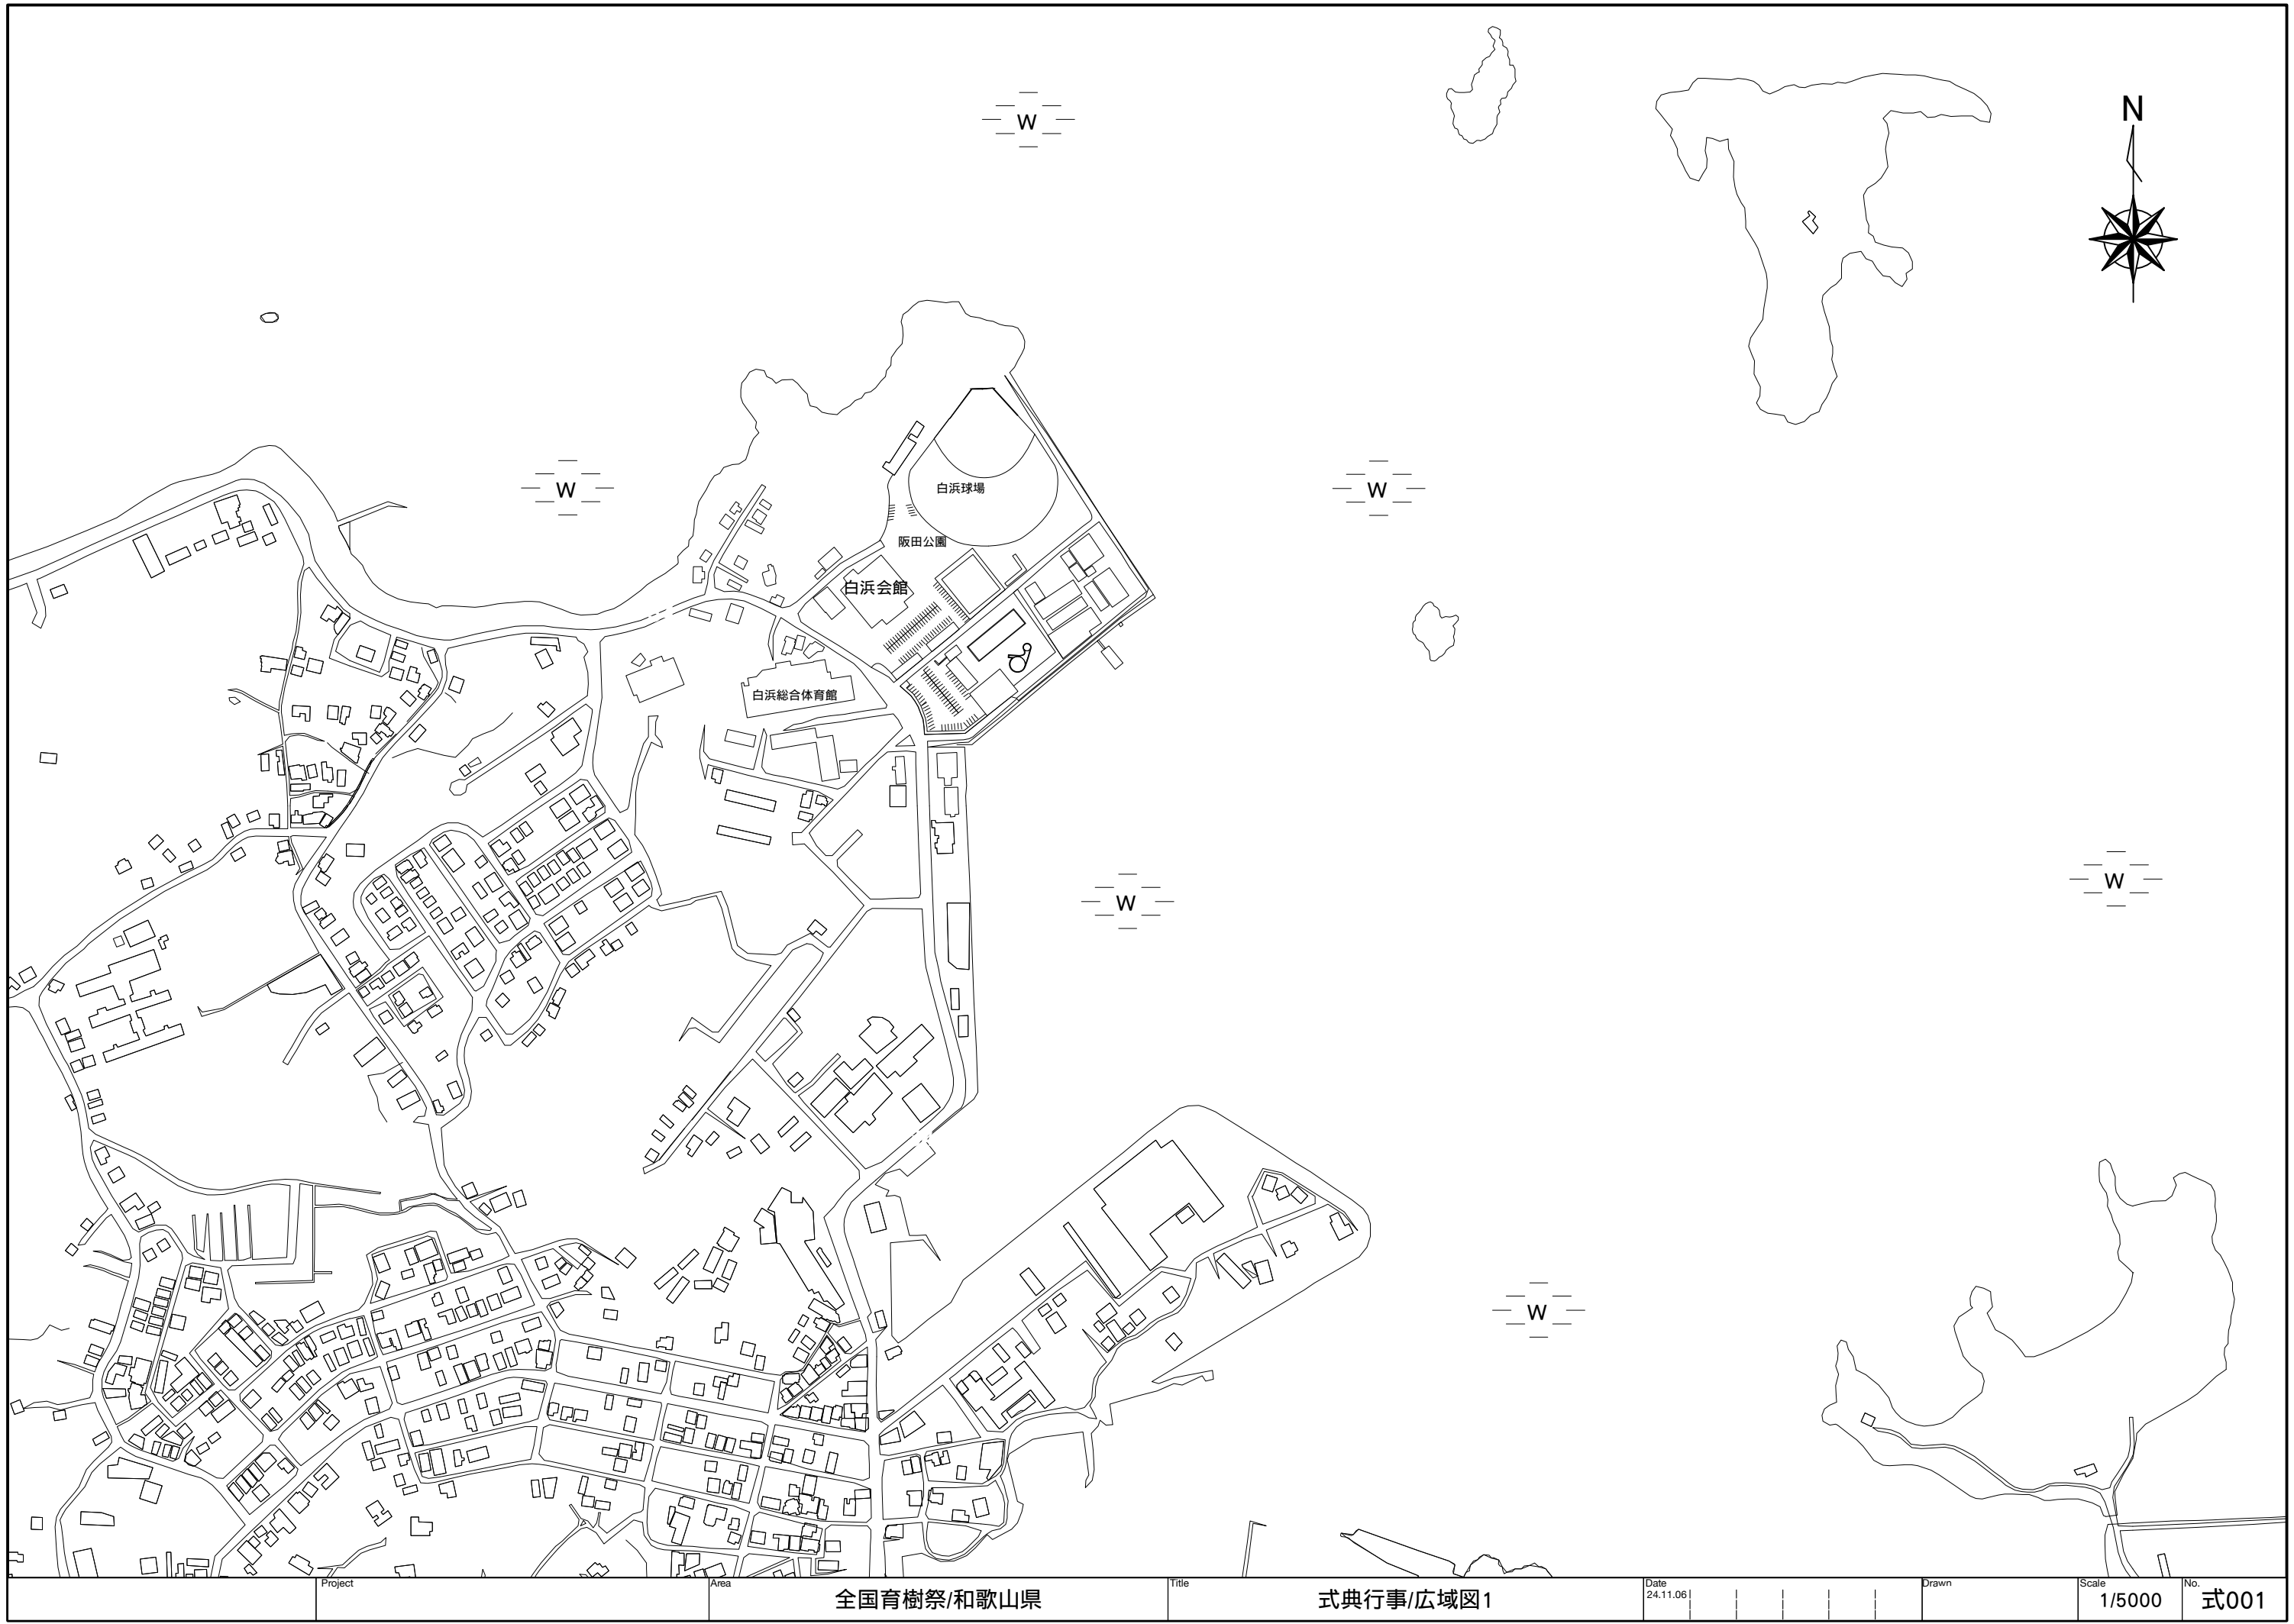 W
N
W
白浜球場
W
阪田公園
白浜会館
白浜総合体育館
W
W
W
Project
Area
全国育樹祭/和歌山県
Title
式典行事/広域図1
Date
24.11.06
Drawn
Scale
1/5000
No.
式001